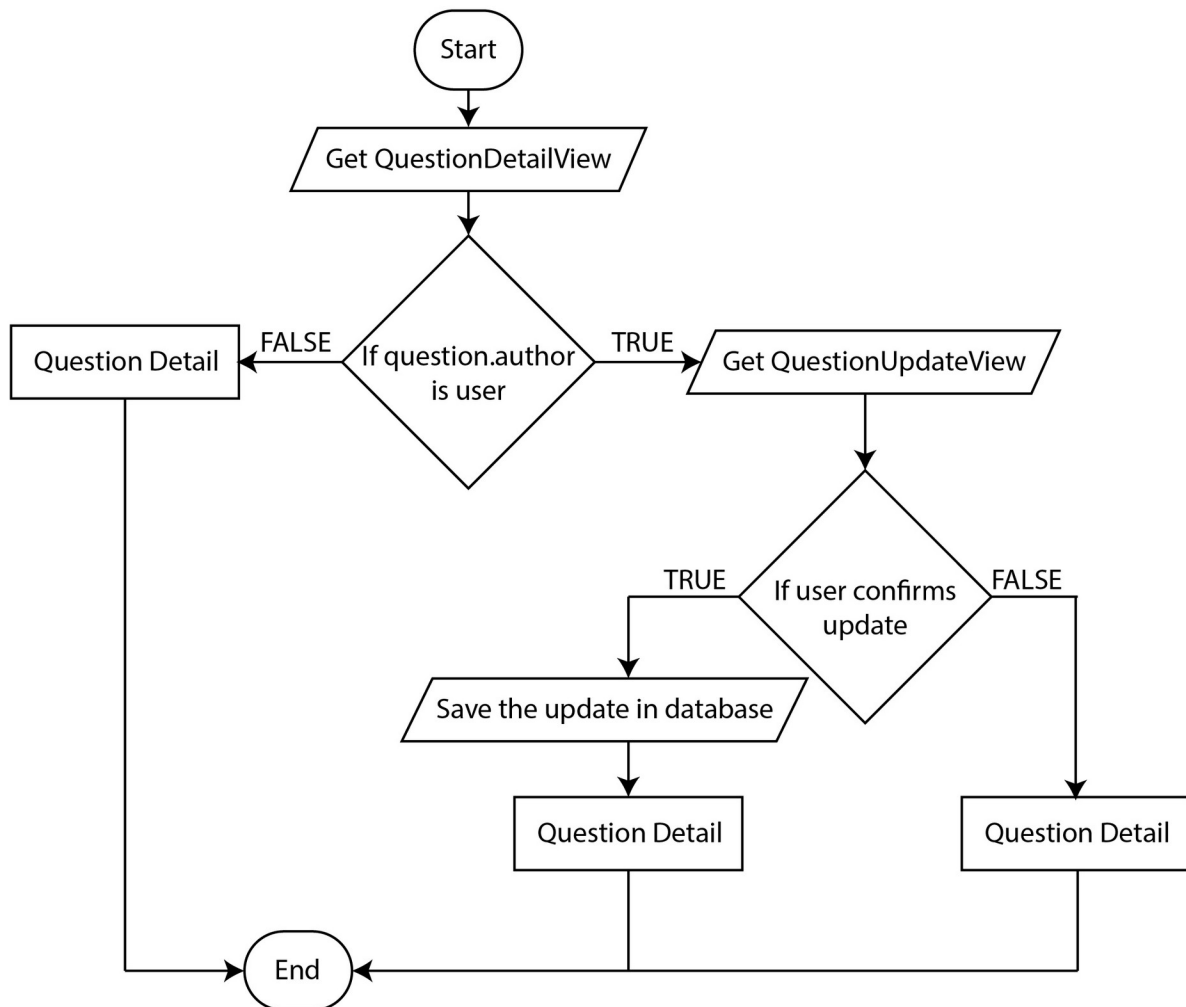 Start
Get QuestionDetailView
If question.author
is user
FALSE
TRUE
Question Detail
Get QuestionUpdateView
If user confirms
update
TRUE
FALSE
Save the update in database
Question Detail
Question Detail
End